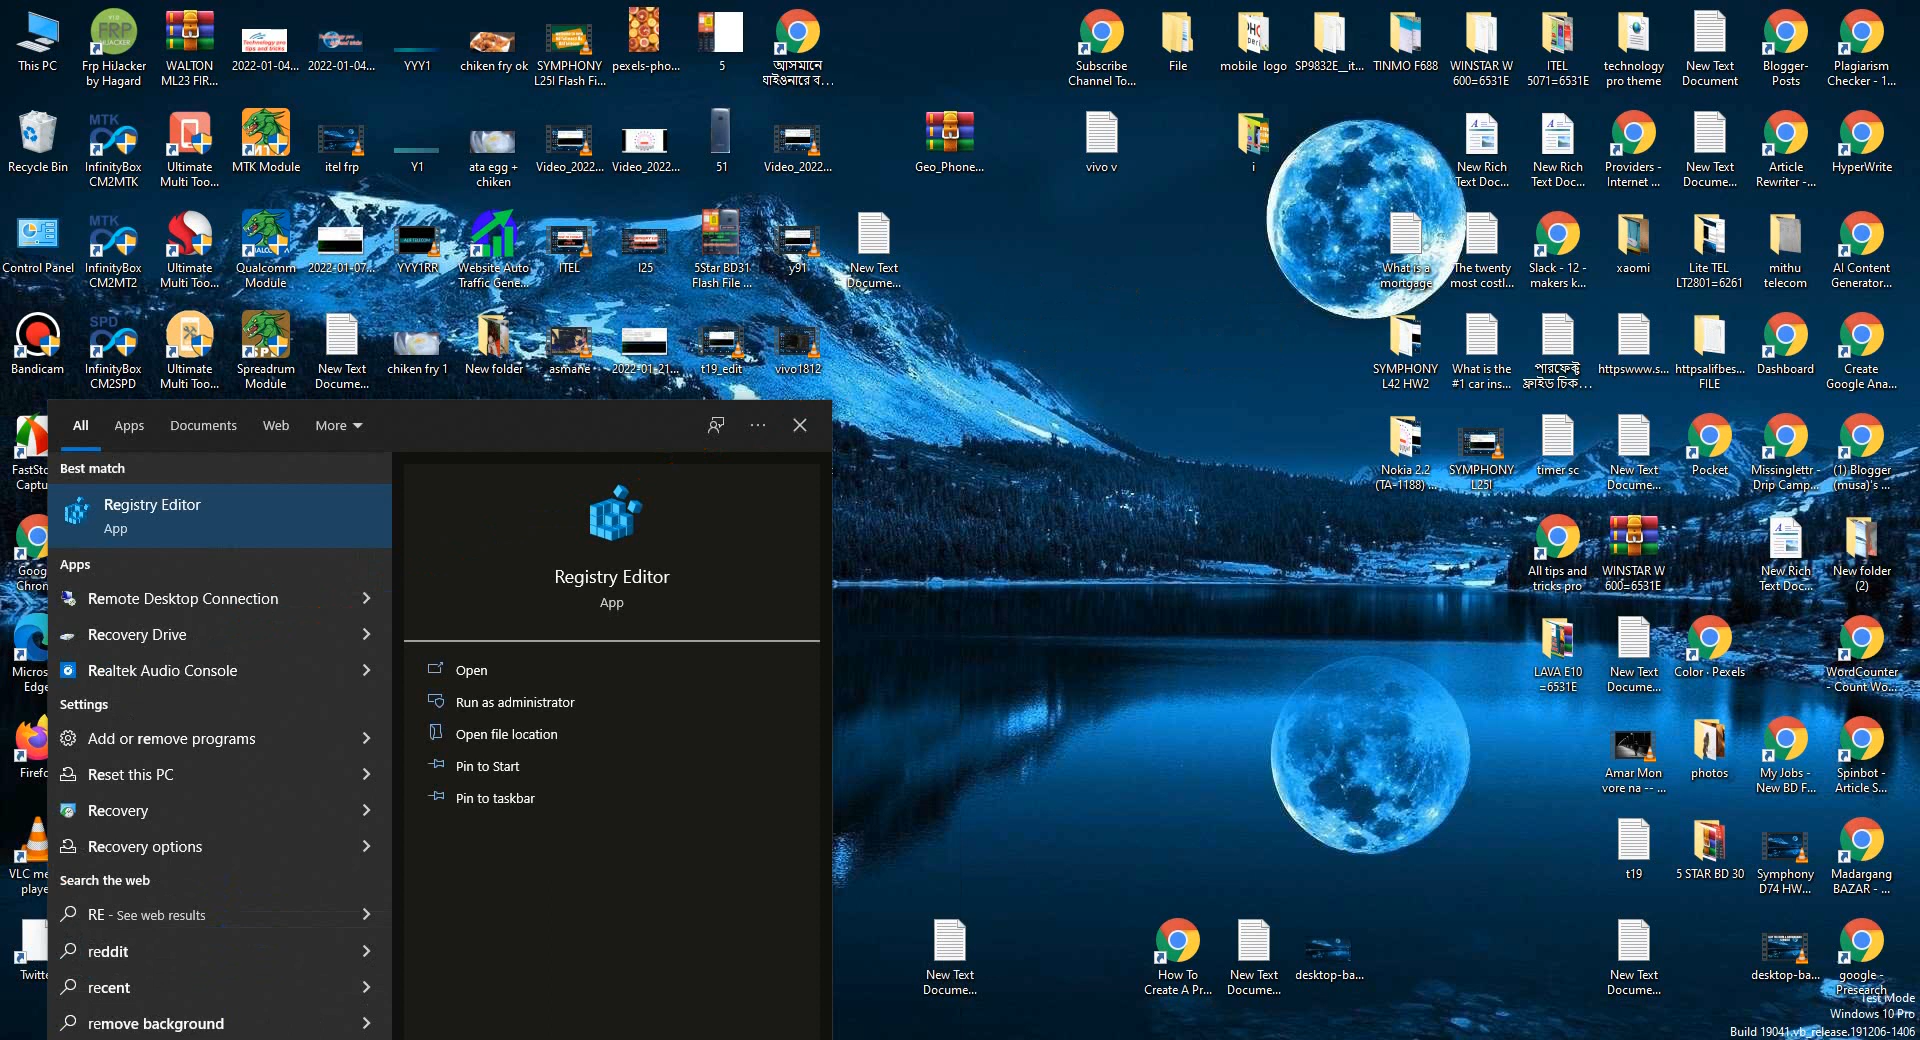 This PC
Frp HiJacker
by Hagard
WALTON
ML23 FIR...
2022-01-04...
2022-01-04...
YYY1
chiken fry ok
SYMPHONY
L25I Flash Fi...
pexels-pho...
5
আসমানে
যাইওনারে ব...
Subscribe
Channel To...
File
mobile logo
SP9832E__it...
TINMO F688
WINSTAR W
600=6531E
ITEL
5071=6531E
technology
pro theme
New Text
Document
Blogger-
Posts
Plagiarism
Checker - 1...
Recycle Bin
MTK
InfinityBox
CM2MTK
Ultimate
Multi Too...
MTK Module
itel frp
Y1
ata egg +
chiken
Video_2022...
Video_2022...
51
Video_2022...
Geo_Phone...
vivo v
i
New Rich
Text Doc...
New Rich
Text Doc...
Providers -
Internet ...
New Text
Docume...
Article
Rewriter -...
HyperWrite
Control Panel
MTK
InfinityBox
CM2MT2
Ultimate
Multi Too...
Qualcomm
Module
2022-01-07...
YYY1RR
Website Auto
Traffic Gene...
ITEL
I25
5Star BD31
Flash File ...
y91
New Text
Docume...
What is a
mortgage
The twenty
most costl...
Slack - 12 -
makers k...
xaomi
Lite TEL
LT2801=6261
mithu
telecom
AI Content
Generator...
Bandicam
SPD
InfinityBox
CM2SPD
Ultimate
Multi Too...
Spreadrum
Module
New Text
Docume...
chiken fry 1
New folder
asmane
2022-01-21...
t19_edit
vivo1812
SYMPHONY
L42 HW2
What is the
#1 car ins...
পারফেক্ট
ফ্রাইড চিক...
httpswww.s...
httpsalifbes...
FILE
Dashboard
Create
Google Ana...
FastSto
Captu
Nokia 2.2
(TA-1188) ...
SYMPHONY
L25I
timer sc
New Text
Docume...
Pocket
Missinglettr -
Drip Camp...
(1) Blogger
(musa)'s ...
Goog
Chron
All tips and
tricks pro
WINSTAR W
600=6531E
New Rich
Text Doc...
New folder
(2)
Micros
Edge
LAVA E10
=6531E
New Text
Docume...
Color · Pexels
WordCounter
- Count Wo...
Firefo
Amar Mon
vore na -- ...
photos
My Jobs -
New BD F...
Spinbot -
Article S...
VLC me
playe
t19
5 STAR BD 30
Symphony
D74 HW...
Madargang
BAZAR - ...
Twitte
New Text
Docume...
How To
Create A Pr...
New Text
Docume...
desktop-ba...
New Text
Docume...
desktop-ba...
google -
Presearch
All
Apps
Documents
Web
More
Best match
Registry Editor
App
Apps
Remote Desktop Connection
Recovery Drive
Realtek Audio Console
Settings
Add or remove programs
Reset this PC
Recovery
Recovery options
Search the web
RE - See web results
reddit
recent
remove background
Registry Editor
App
Open
Run as administrator
Open file location
Pin to Start
Pin to taskbar
Test Mode
Windows 10 Pro
Build 19041.vb_release.191206-1406